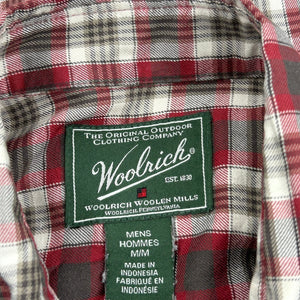 THE ORIGINAL OUTDOOR
CLOTHING COMPANY
Woolrich
EST. 1830
WOOLRICH WOOLEN MILLS
WOOLRICH, PENNSYLVANIA
MENS
HOMMES
M/M
MADE IN
INDONESIA
FABRIQUÉ EN
INDONÉSIE